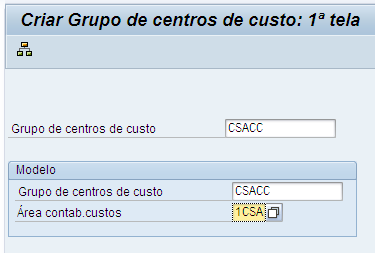 Criar Grupo de centros de custo: 1ª tela
Grupo de centros de custo CSACC
Modelo
Grupo de centros de custo CSACC
Área contab.custos 1CSA